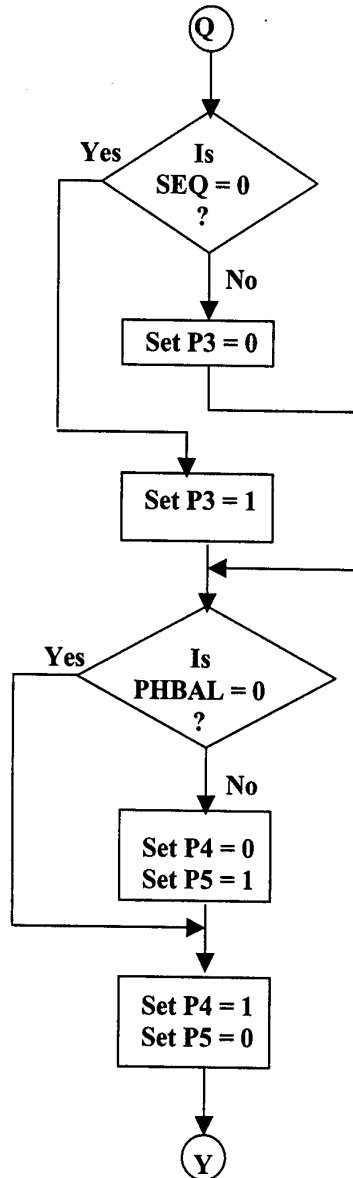 Q
Yes
Is
SEQ = 0
?
No
Set P3 = 0
Set P3 = 1
Yes
Is
PHBAL = 0
?
No
Set P4 = 0
Set P5 = 1
Set P4 = 1
Set P5 = 0
Y